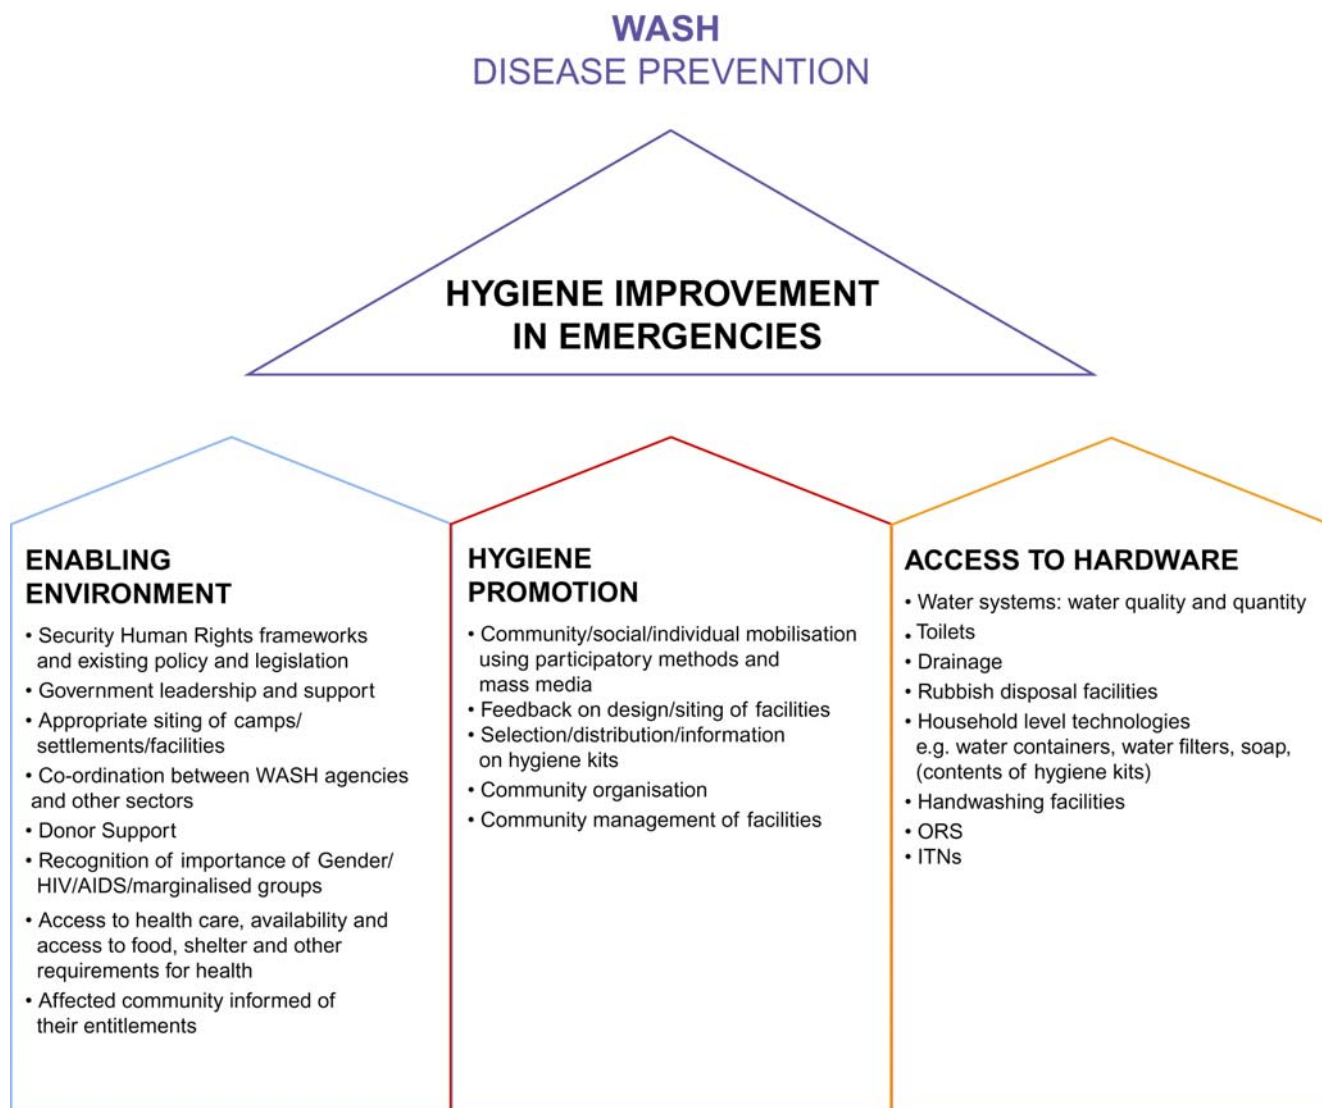 WASH
DISEASE PREVENTION
HYGIENE IMPROVEMENT
IN EMERGENCIES
ENABLING
ENVIRONMENT
• Security Human Rights frameworks
and existing policy and legislation
• Government leadership and support
• Appropriate siting of camps/
settlements/facilities
• Co-ordination between WASH agencies
and other sectors
• Donor Support
• Recognition of importance of Gender/
HIV/AIDS/marginalised groups
• Access to health care, availability and
access to food, shelter and other
requirements for health
• Affected community informed of
their entitlements
HYGIENE
PROMOTION
• Community/social/individual mobilisation
using participatory methods and
mass media
• Feedback on design/siting of facilities
• Selection/distribution/information
on hygiene kits
• Community organisation
• Community management of facilities
ACCESS TO HARDWARE
• Water systems: water quality and quantity
• Toilets
• Drainage
• Rubbish disposal facilities
• Household level technologies
e.g. water containers, water filters, soap,
(contents of hygiene kits)
• Handwashing facilities
• ORS
• ITNs